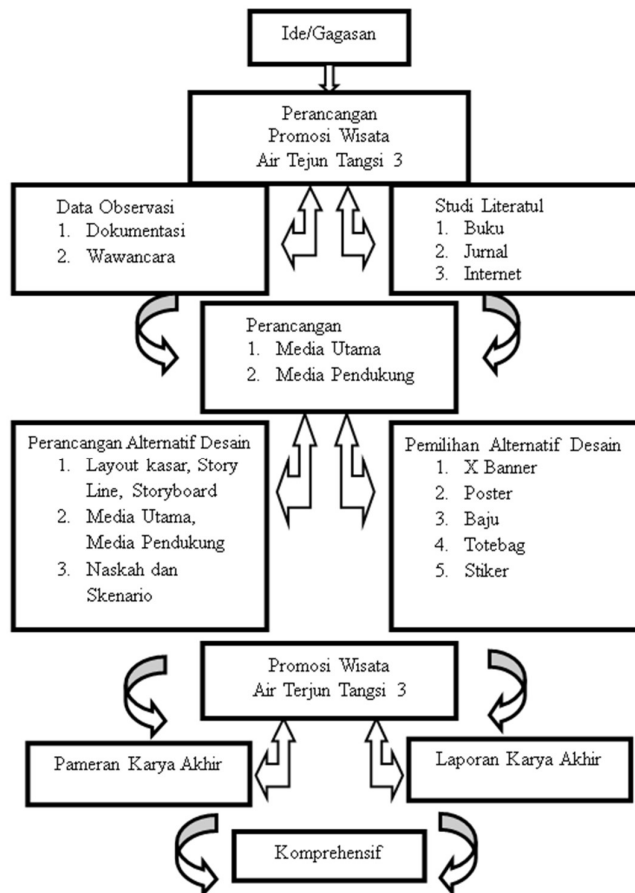 Ide/Gagasan
Perancangan
Promosi Wisata
Air Tejun Tangsi 3
Data Observasi
1. Dokumentasi
2. Wawancara
Studi Literatul
1. Buku
2. Jurnal
3. Internet
Perancangan
1. Media Utama
2. Media Pendukung
Perancangan Alternatif Desain
1. Layout kasar, Story
Line, Storyboard
2. Media Utama,
Media Pendukung
3. Naskah dan
Skenario
Pemilihan Alternatif Desain
1. X Banner
2. Poster
3. Baju
4. Totebag
5. Stiker
Promosi Wisata
Air Terjun Tangsi 3
Pameran Karya Akhir
Laporan Karya Akhir
Komprehensif